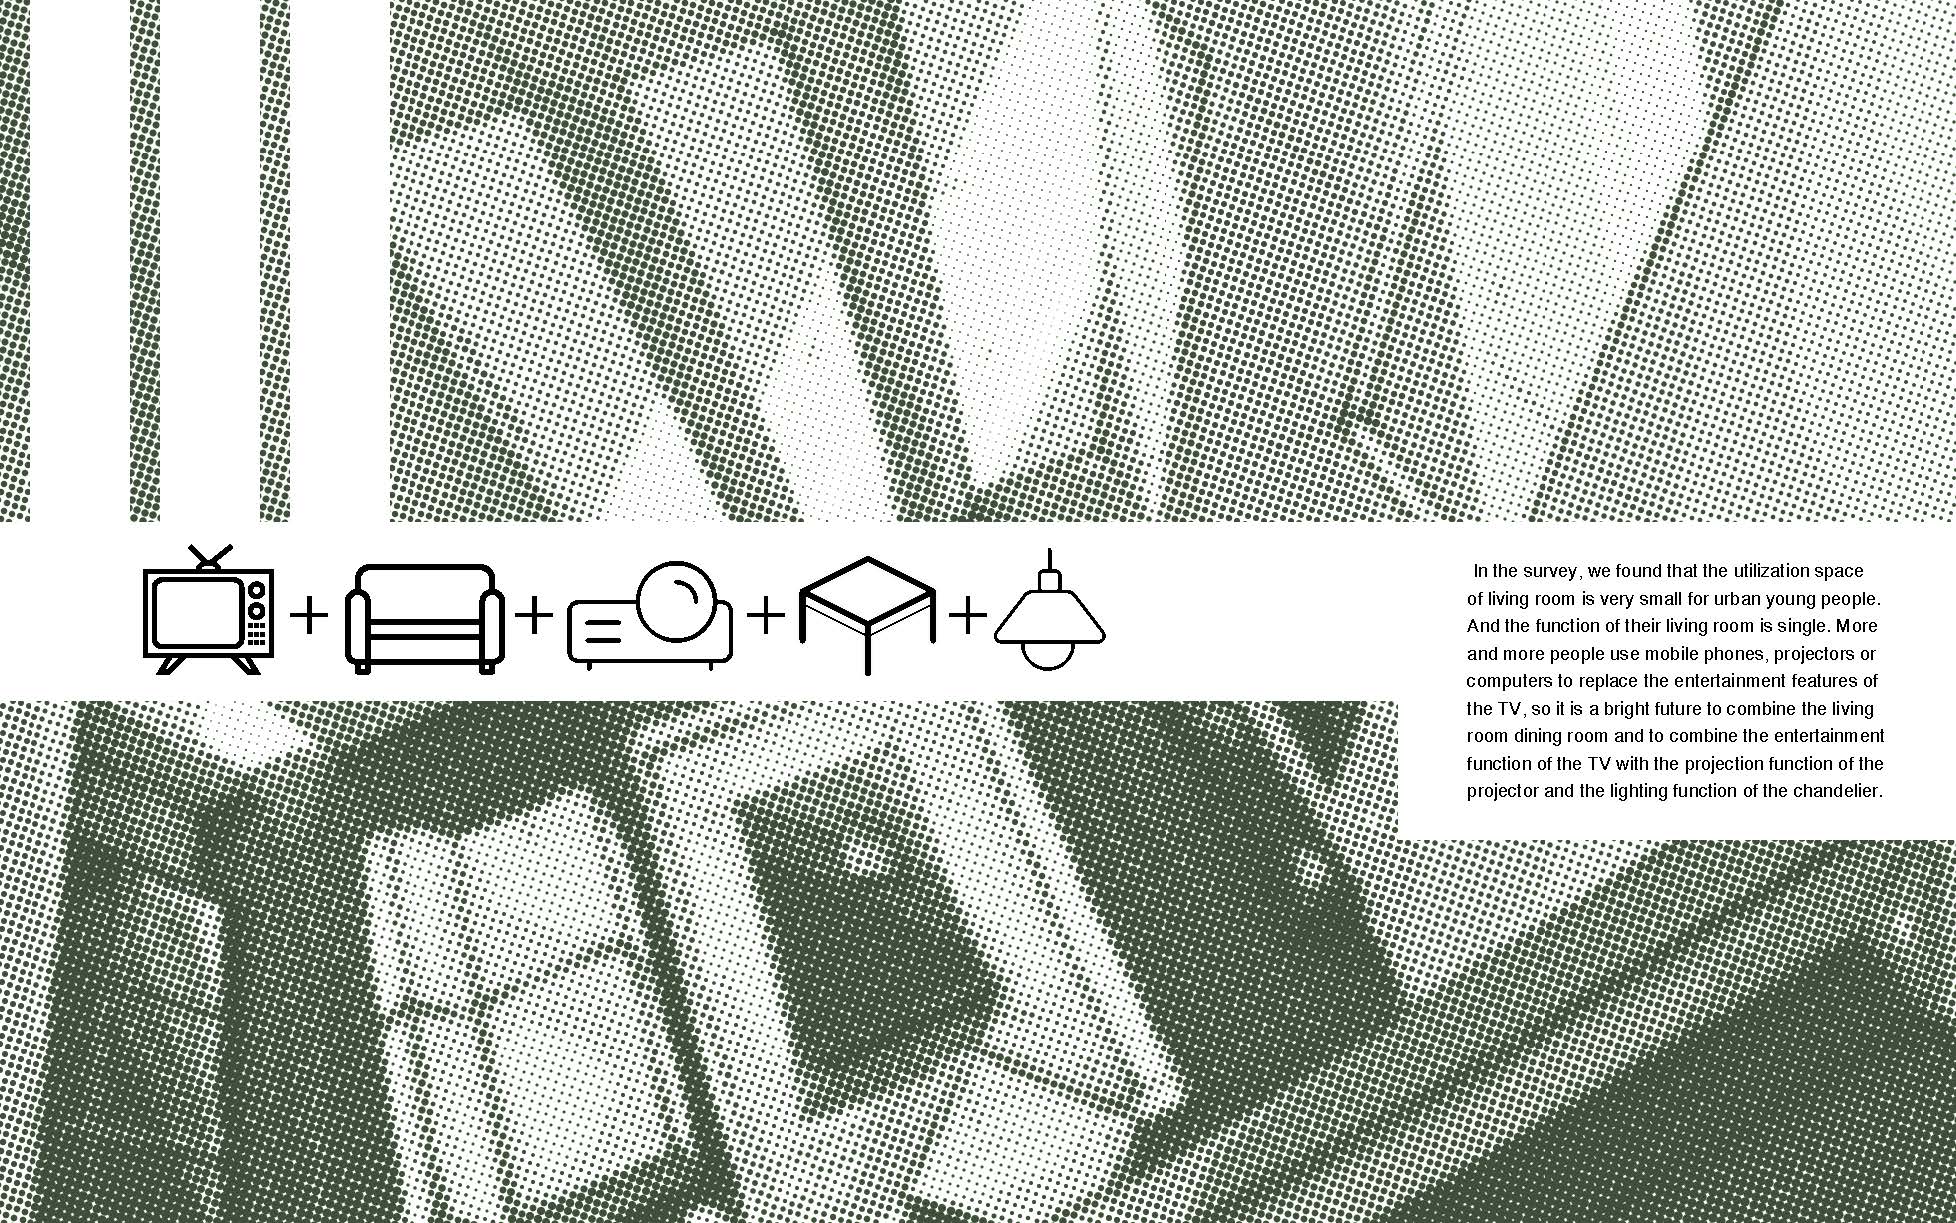 In the survey, we found that the utilization space
of living room is very small for urban young people.
And the function of their living room is single. More
and more people use mobile phones, projectors or
computers to replace the entertainment features of
the TV, so it is a bright future to combine the living
room dining room and to combine the entertainment
function of the TV with the projection function of the
projector and the lighting function of the chandelier.